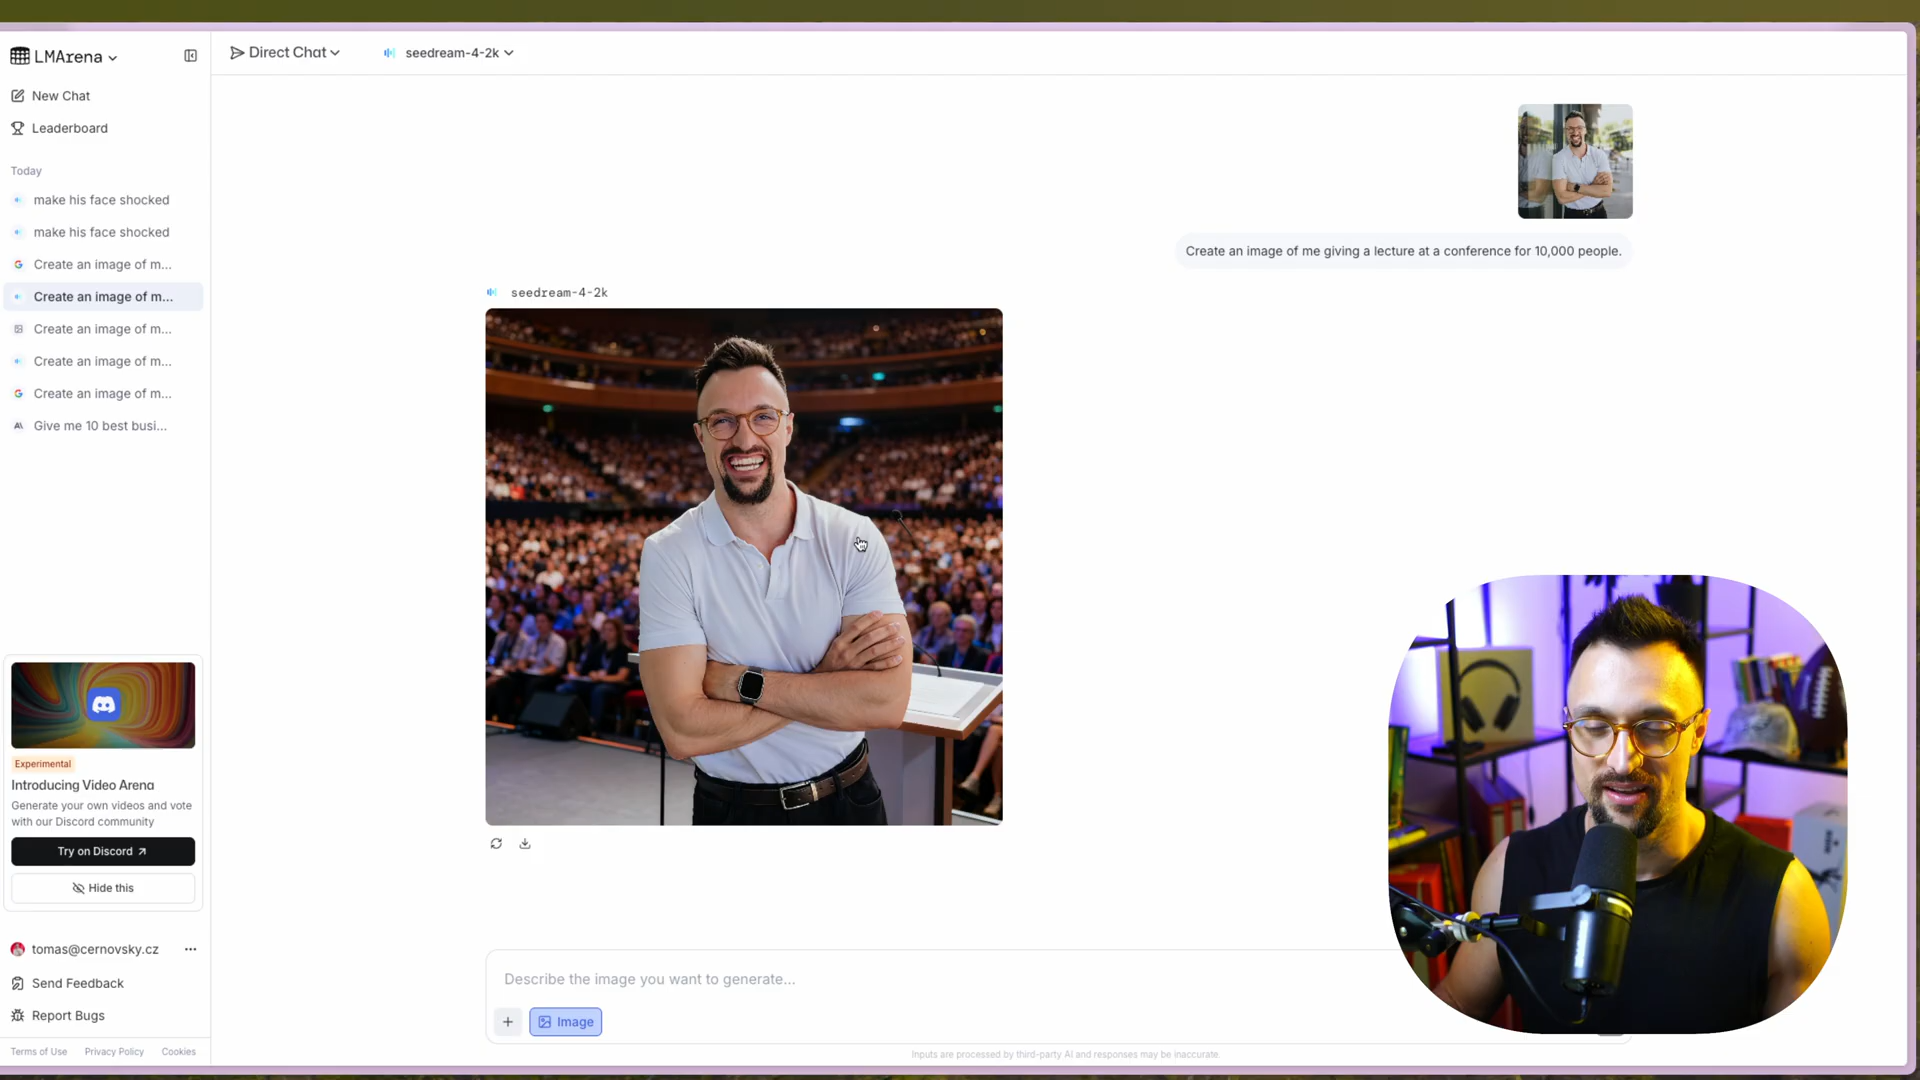 LMArena
Direct Chat
seedream-4-2k
New Chat
Leaderboard
Today
make his face shocked
make his face shocked
Create an image of m...
Create an image of m...
Create an image of m...
Create an image of m...
Create an image of m...
Give me 10 best busi...
Create an image of me giving a lecture at a conference for 10,000 people.
seedream-4-2k
Experimental
Introducing Video Arena
Generate your own videos and vote
with our Discord community
Try on Discord
Hide this
tomas@cernovsky.cz
Send Feedback
Report Bugs
Terms of Use Privacy Policy Cookies
Describe the image you want to generate...
Image
Inputs are processed by third-party AI and responses may be inaccurate.